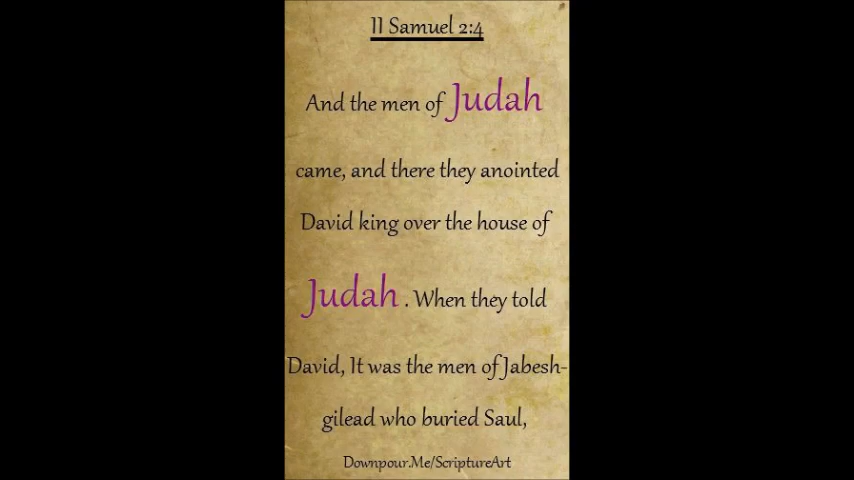 II Samuel 2:4
And the men of Judah
came, and there they anointed
David king over the house of
Judah . When they told
David, It was the men of Jabesh-
gilead who buried Saul,
Downpour.Me/ScriptureArt